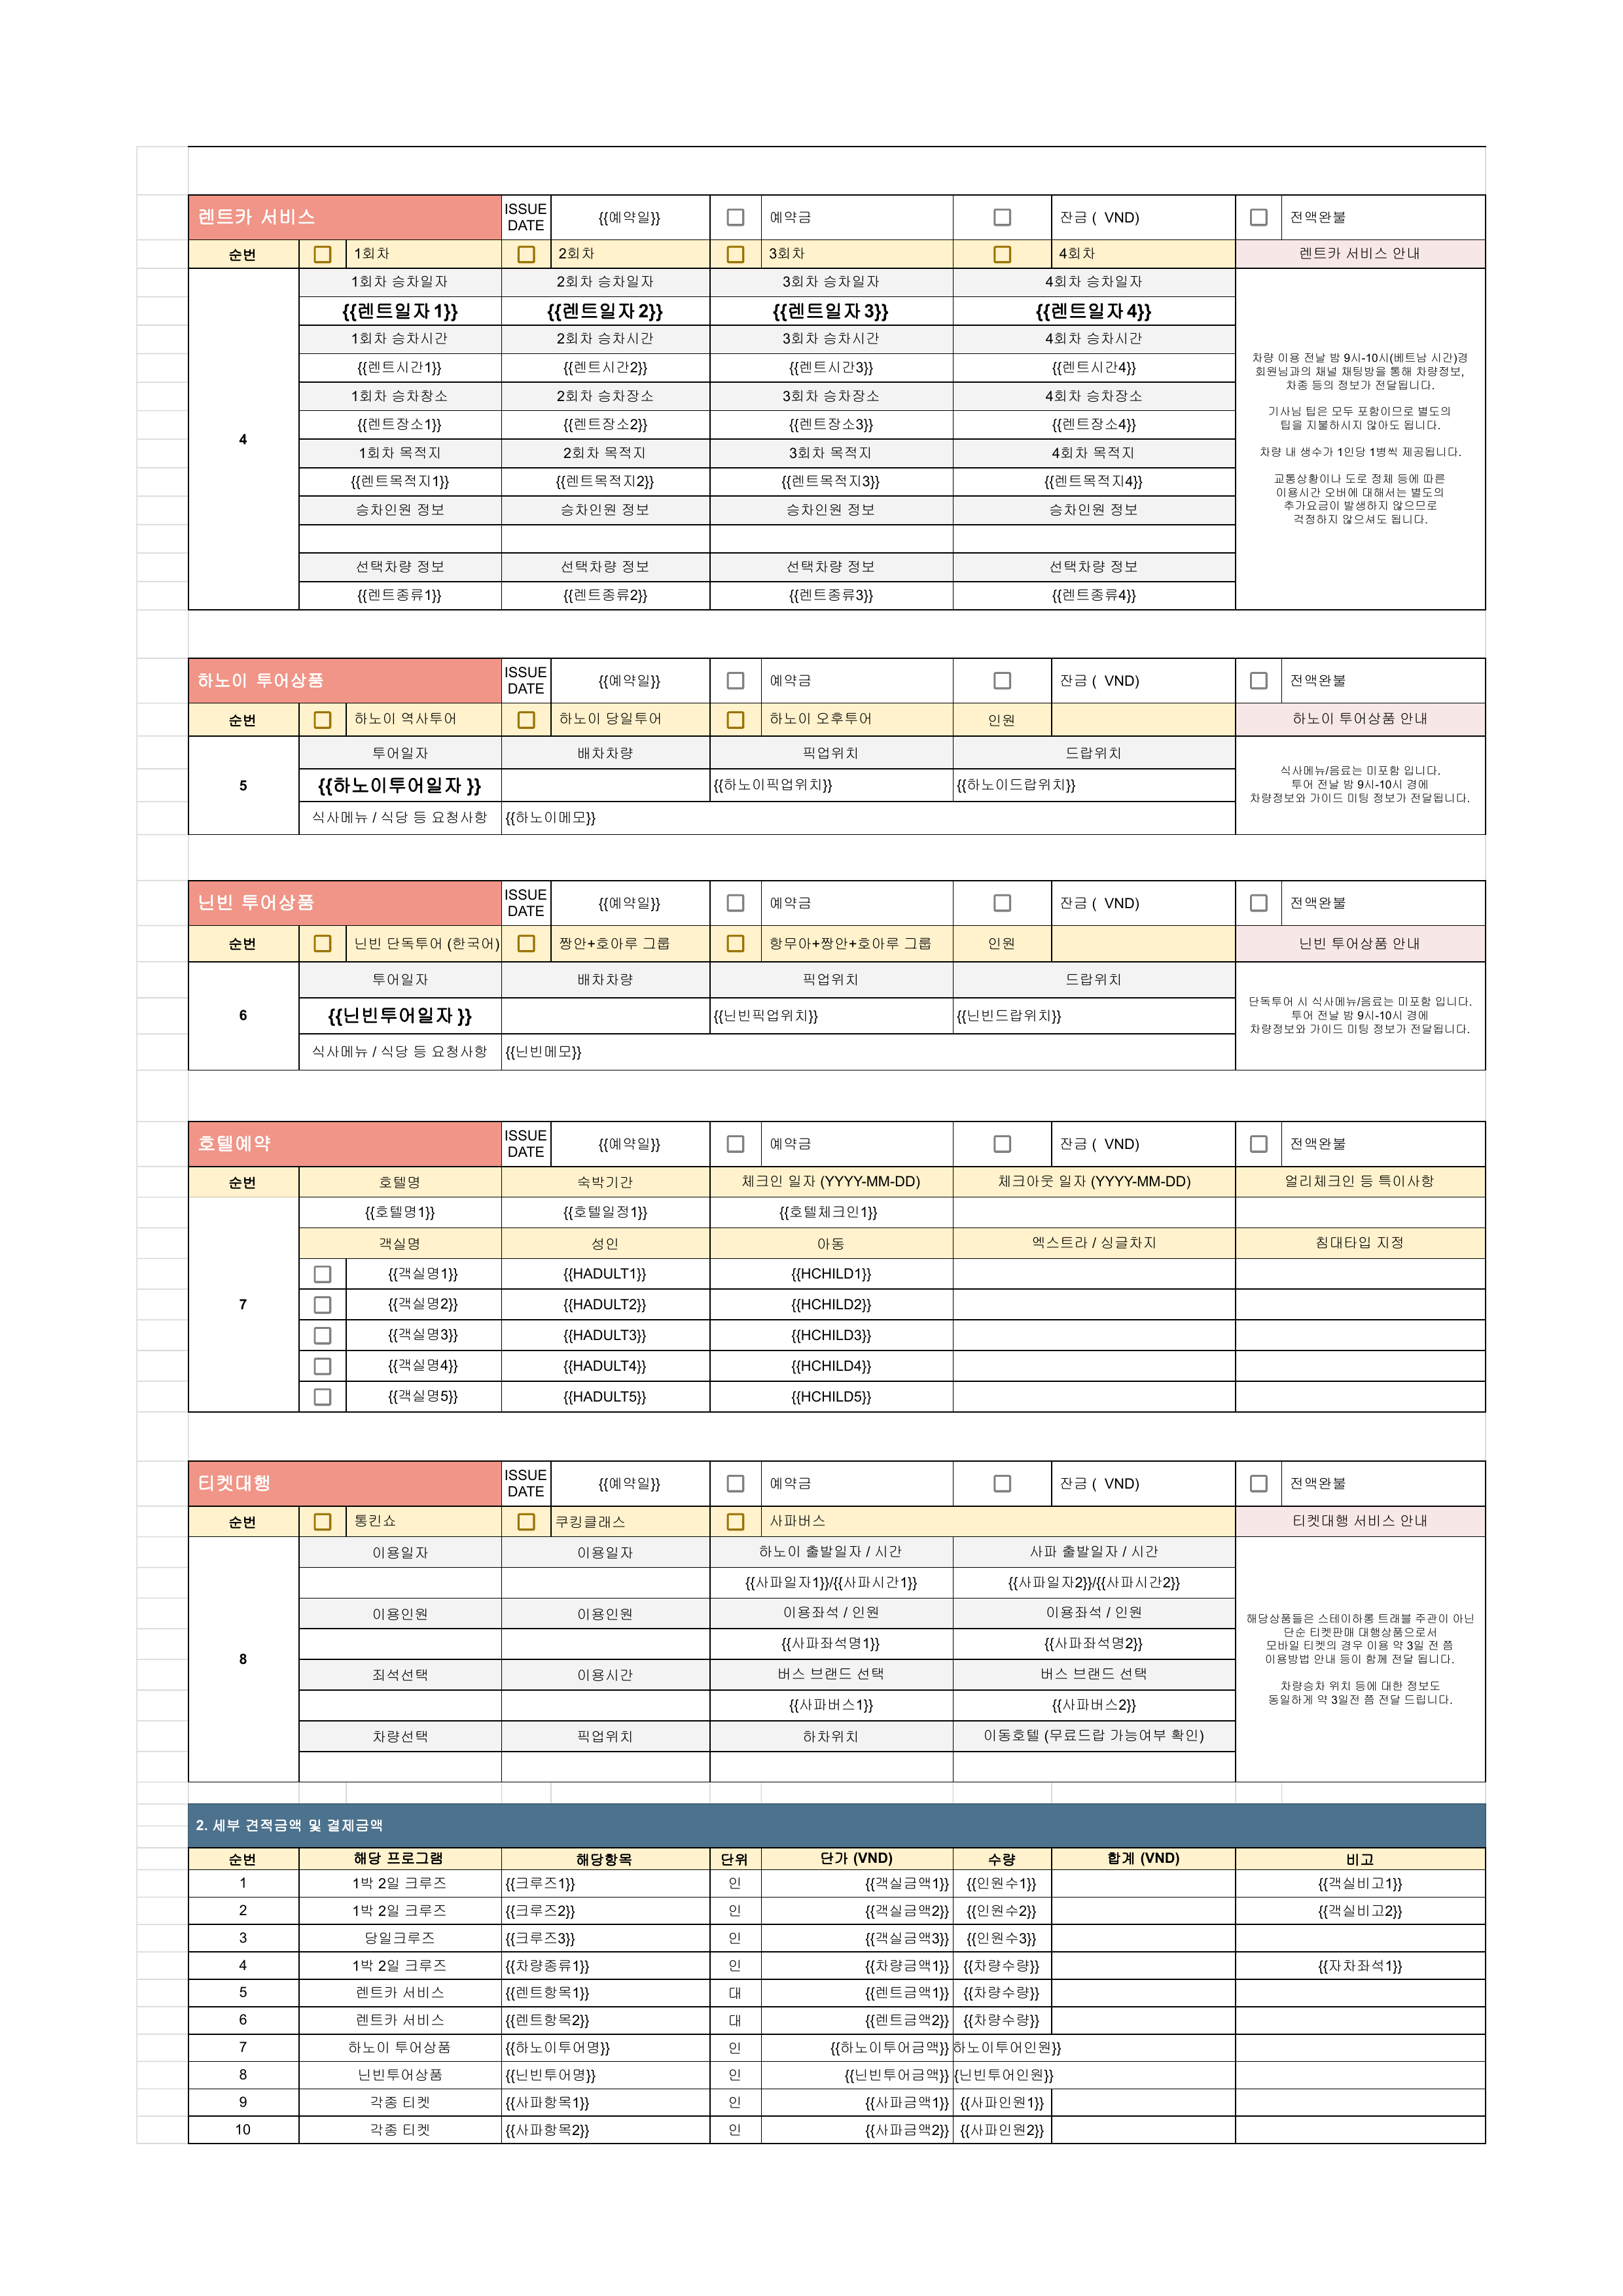 렌트카 서비스 ISSUE DATE {{예약일}} 예약금 잔금 ( VND) 전액완불
순번 1회차 2회차 3회차 4회차 렌트카 서비스 안내
4
1회차 승차일자 2회차 승차일자 3회차 승차일자 4회차 승차일자
{{렌트일자1}} {{렌트일자2}} {{렌트일자3}} {{렌트일자4}}
1회차 승차시간 2회차 승차시간 3회차 승차시간 4회차 승차시간
{{렌트시간1}} {{렌트시간2}} {{렌트시간3}} {{렌트시간4}}
1회차 승차창소 2회차 승차장소 3회차 승차장소 4회차 승차장소
{{렌트장소1}} {{렌트장소2}} {{렌트장소3}} {{렌트장소4}}
1회차 목적지 2회차 목적지 3회차 목적지 4회차 목적지
{{렌트목적지1}} {{렌트목적지2}} {{렌트목적지3}} {{렌트목적지4}}
승차인원 정보 승차인원 정보 승차인원 정보 승차인원 정보
선택차량 정보 선택차량 정보 선택차량 정보 선택차량 정보
{{렌트종류1}} {{렌트종류2}} {{렌트종류3}} {{렌트종류4}}
차량 이용 전날 밤 9시-10시(베트남 시간)경
회원님과의 채널 채팅방을 통해 차량정보,
차종 등의 정보가 전달됩니다.
기사님 팁은 모두 포함이므로 별도의
팁을 지불하시지 않아도 됩니다.
차량 내 생수가 1인당 1병씩 제공됩니다.
교통상황이나 도로 정체 등에 따른
이용시간 오버에 대해서는 별도의
추가요금이 발생하지 않으므로
걱정하지 않으셔도 됩니다.
하노이 투어상품 ISSUE DATE {{예약일}} 예약금 잔금 ( VND) 전액완불
순번 하노이 역사투어 하노이 당일투어 하노이 오후투어 인원 하노이 투어상품 안내
5
투어일자 배차차량 픽업위치 드랍위치
{{하노이투어일자 }} {{하노이픽업위치}} {{하노이드랍위치}}
식사메뉴 / 식당 등 요청사항 {{하노이메모}}
식사메뉴/음료는 미포함 입니다.
투어 전날 밤 9시-10시 경에
차량정보와 가이드 미팅 정보가 전달됩니다.
닌빈 투어상품 ISSUE DATE {{예약일}} 예약금 잔금 ( VND) 전액완불
순번 닌빈 단독투어 (한국어) 짱안+호아루 그룹 항무아+짱안+호아루 그룹 인원 닌빈 투어상품 안내
6
투어일자 배차차량 픽업위치 드랍위치
{{닌빈투어일자 }} {{닌빈픽업위치}} {{닌빈드랍위치}}
식사메뉴 / 식당 등 요청사항 {{닌빈메모}}
단독투어 시 식사메뉴/음료는 미포함 입니다.
투어 전날 밤 9시-10시 경에
차량정보와 가이드 미팅 정보가 전달됩니다.
호텔예약 ISSUE DATE {{예약일}} 예약금 잔금 ( VND) 전액완불
순번 호텔명 숙박기간 체크인 일자 (YYYY-MM-DD) 체크아웃 일자 (YYYY-MM-DD) 얼리체크인 등 특이사항
7
{{호텔명1}} {{호텔일정1}} {{호텔체크인1}}
객실명 성인 아동 엑스트라 / 싱글차지 침대타입 지정
{{객실명1}} {{HADULT1}} {{HCHILD1}}
{{객실명2}} {{HADULT2}} {{HCHILD2}}
{{객실명3}} {{HADULT3}} {{HCHILD3}}
{{객실명4}} {{HADULT4}} {{HCHILD4}}
{{객실명5}} {{HADULT5}} {{HCHILD5}}
티켓대행 ISSUE DATE {{예약일}} 예약금 잔금 ( VND) 전액완불
순번 통킨쇼 쿠킹클래스 사파버스 티켓대행 서비스 안내
8
이용일자 이용일자 하노이 출발일자 / 시간 사파 출발일자 / 시간
{{사파일자1}}/{{사파시간1}} {{사파일자2}}/{{사파시간2}}
이용인원 이용인원 이용좌석 / 인원 이용좌석 / 인원
{{사파좌석명1}} {{사파좌석명2}}
죄석선택 이용시간 버스 브랜드 선택 버스 브랜드 선택
{{사파버스1}} {{사파버스2}}
차량선택 픽업위치 하차위치 이동호텔 (무료드랍 가능여부 확인)
해당상품들은 스테이하롱 트래블 주관이 아닌
단순 티켓판매 대행상품으로서
모바일 티켓의 경우 이용 약 3일 전 쯤
이용방법 안내 등이 함께 전달 됩니다.
차량승차 위치 등에 대한 정보도
동일하게 약 3일전 쯤 전달 드립니다.
2. 세부 견적금액 및 결제금액
순번 해당 프로그램 해당항목 단위 단가 (VND) 수량 합계 (VND) 비고
1 1박 2일 크루즈 {{크루즈1}} 인 {{객실금액1}} {{인원수1}} {{객실비고1}}
2 1박 2일 크루즈 {{크루즈2}} 인 {{객실금액2}} {{인원수2}} {{객실비고2}}
3 당일크루즈 {{크루즈3}} 인 {{객실금액3}} {{인원수3}}
4 1박 2일 크루즈 {{차량종류1}} 인 {{차량금액1}} {{차량수량}} {{자차좌석1}}
5 렌트카 서비스 {{렌트항목1}} 대 {{렌트금액1}} {{차량수량}}
6 렌트카 서비스 {{렌트항목2}} 대 {{렌트금액2}} {{차량수량}}
7 하노이 투어상품 {{하노이투어명}} 인 {{하노이투어금액}} 하노이투어인원}}
8 닌빈투어상품 {{닌빈투어명}} 인 {{닌빈투어금액}} {닌빈투어인원}}
9 각종 티켓 {{사파항목1}} 인 {{사파금액1}} {{사파인원1}}
10 각종 티켓 {{사파항목2}} 인 {{사파금액2}} {{사파인원2}}